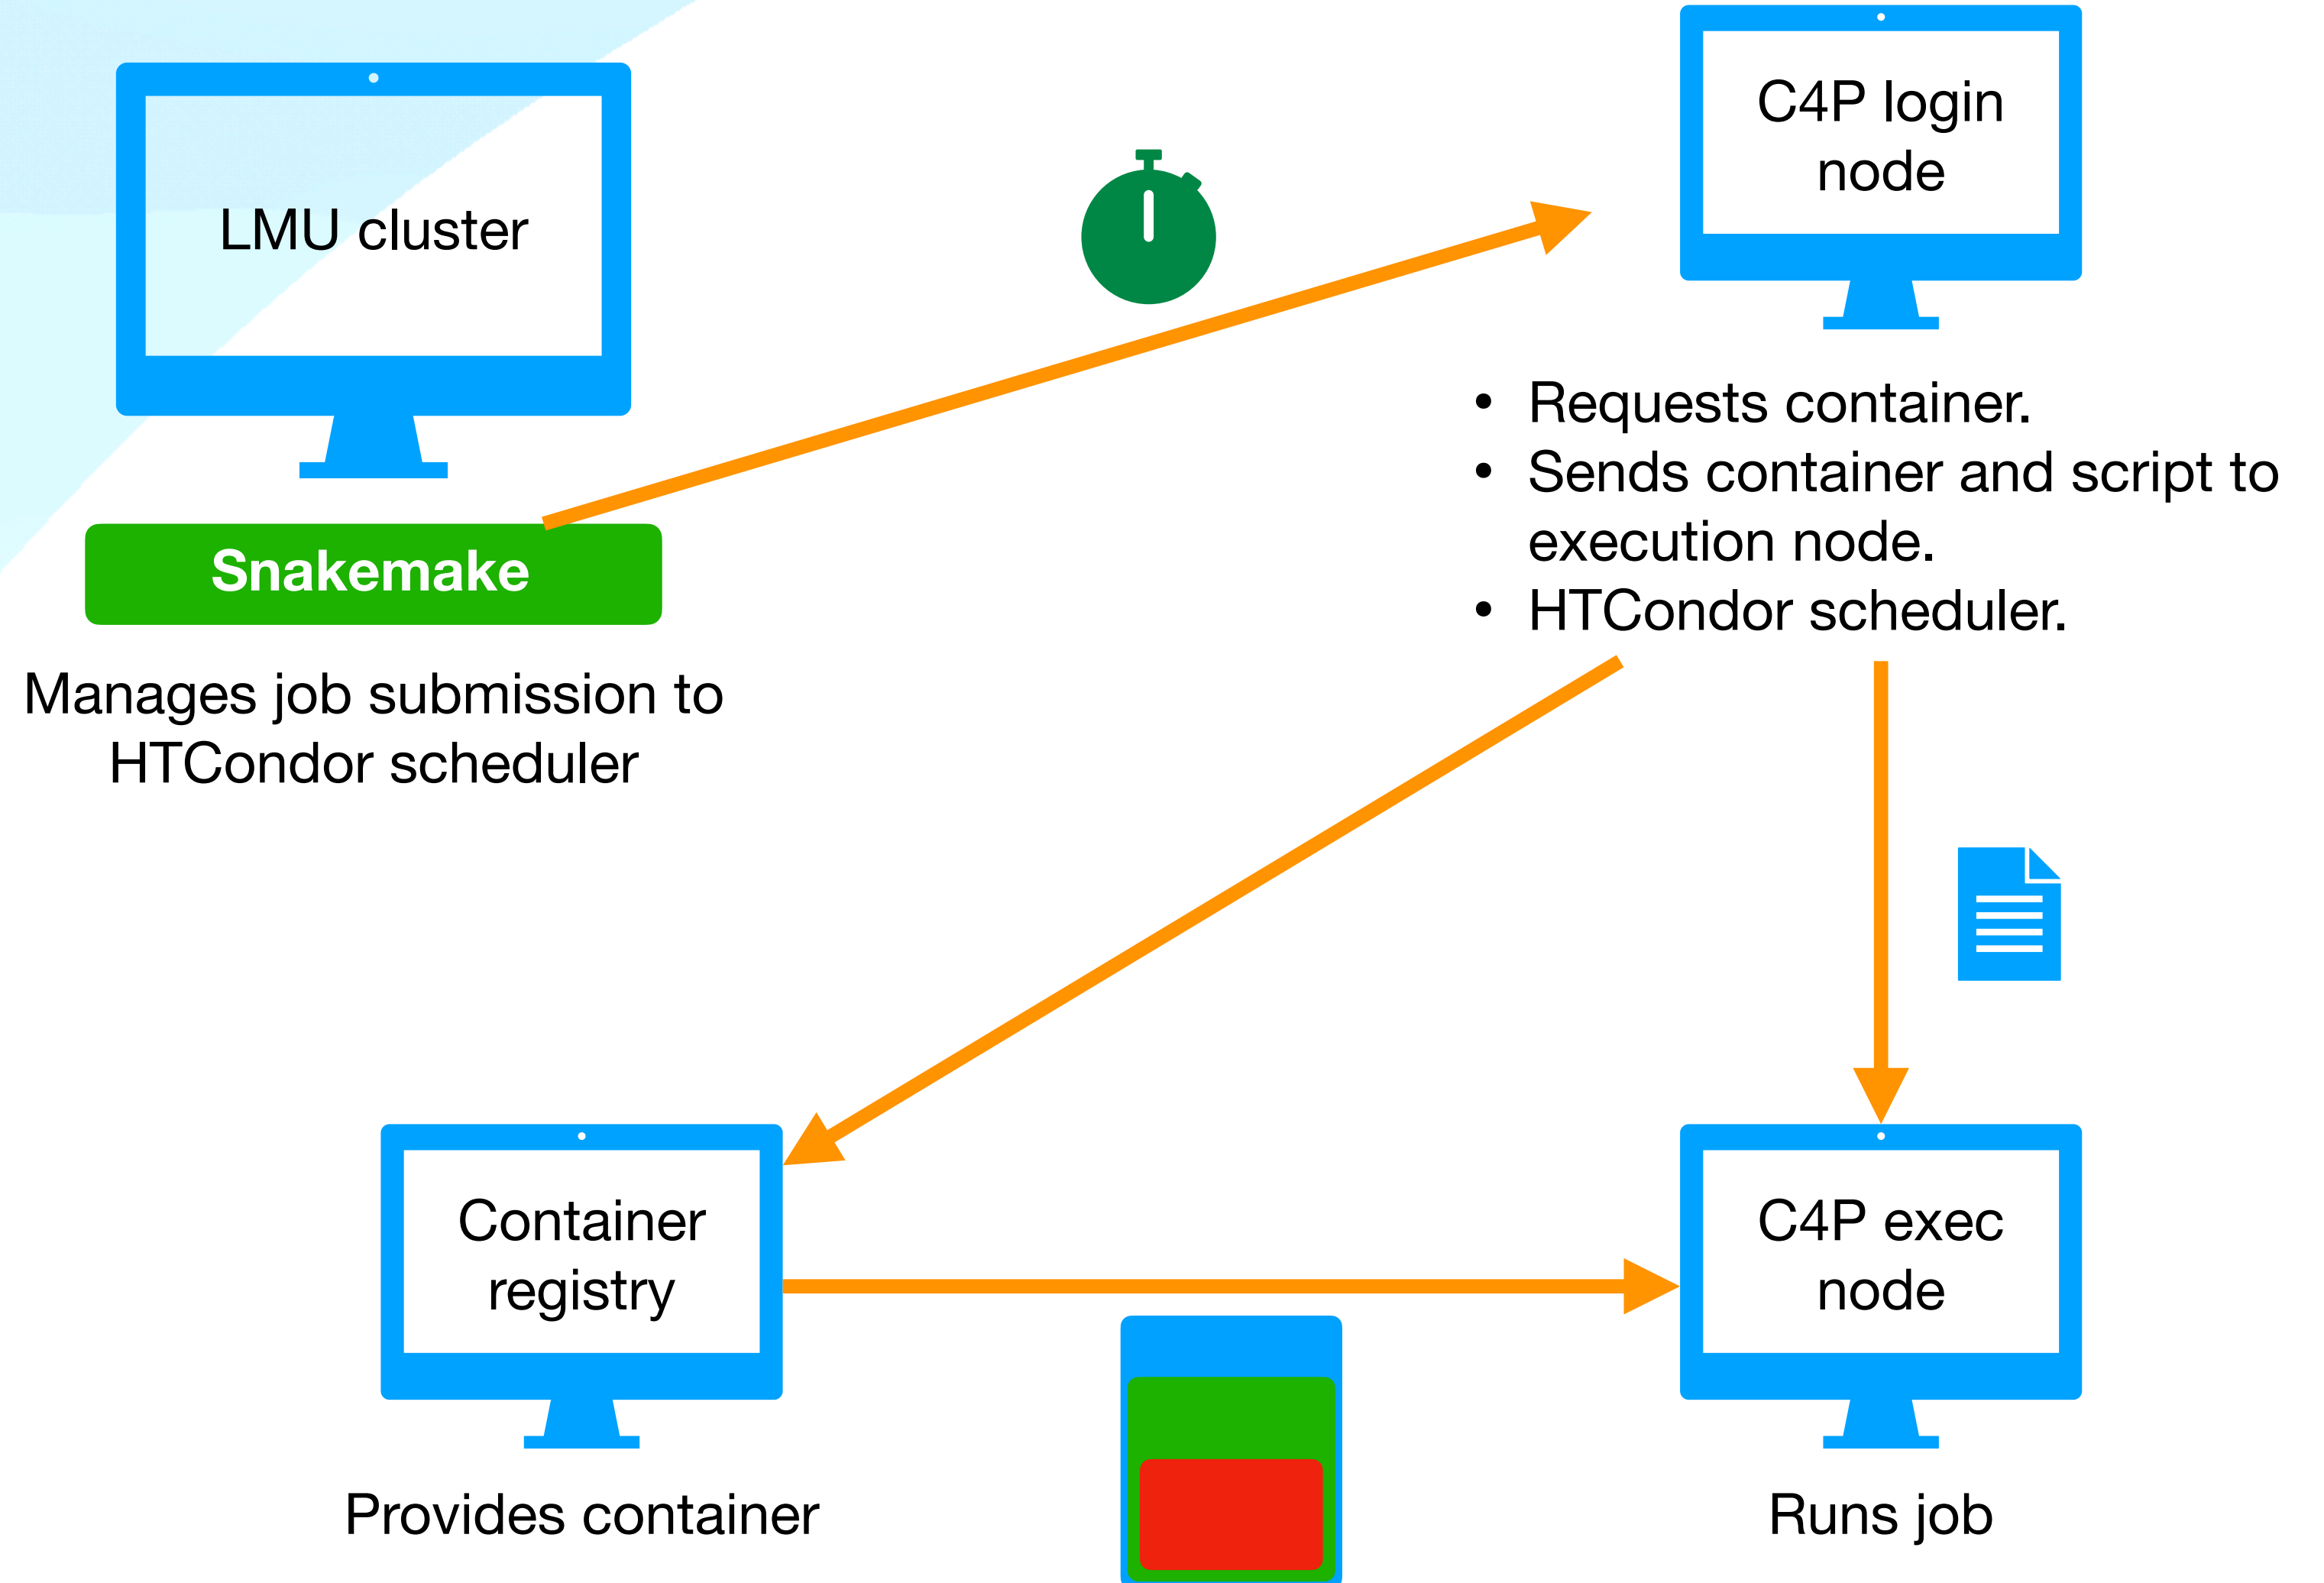 LMU cluster
Snakemake
Manages job submission to
HTCondor scheduler
C4P login
node
• Requests container.
• Sends container and script to
execution node.
• HTCondor scheduler.
Container
registry
Provides container
C4P exec
node
Runs job